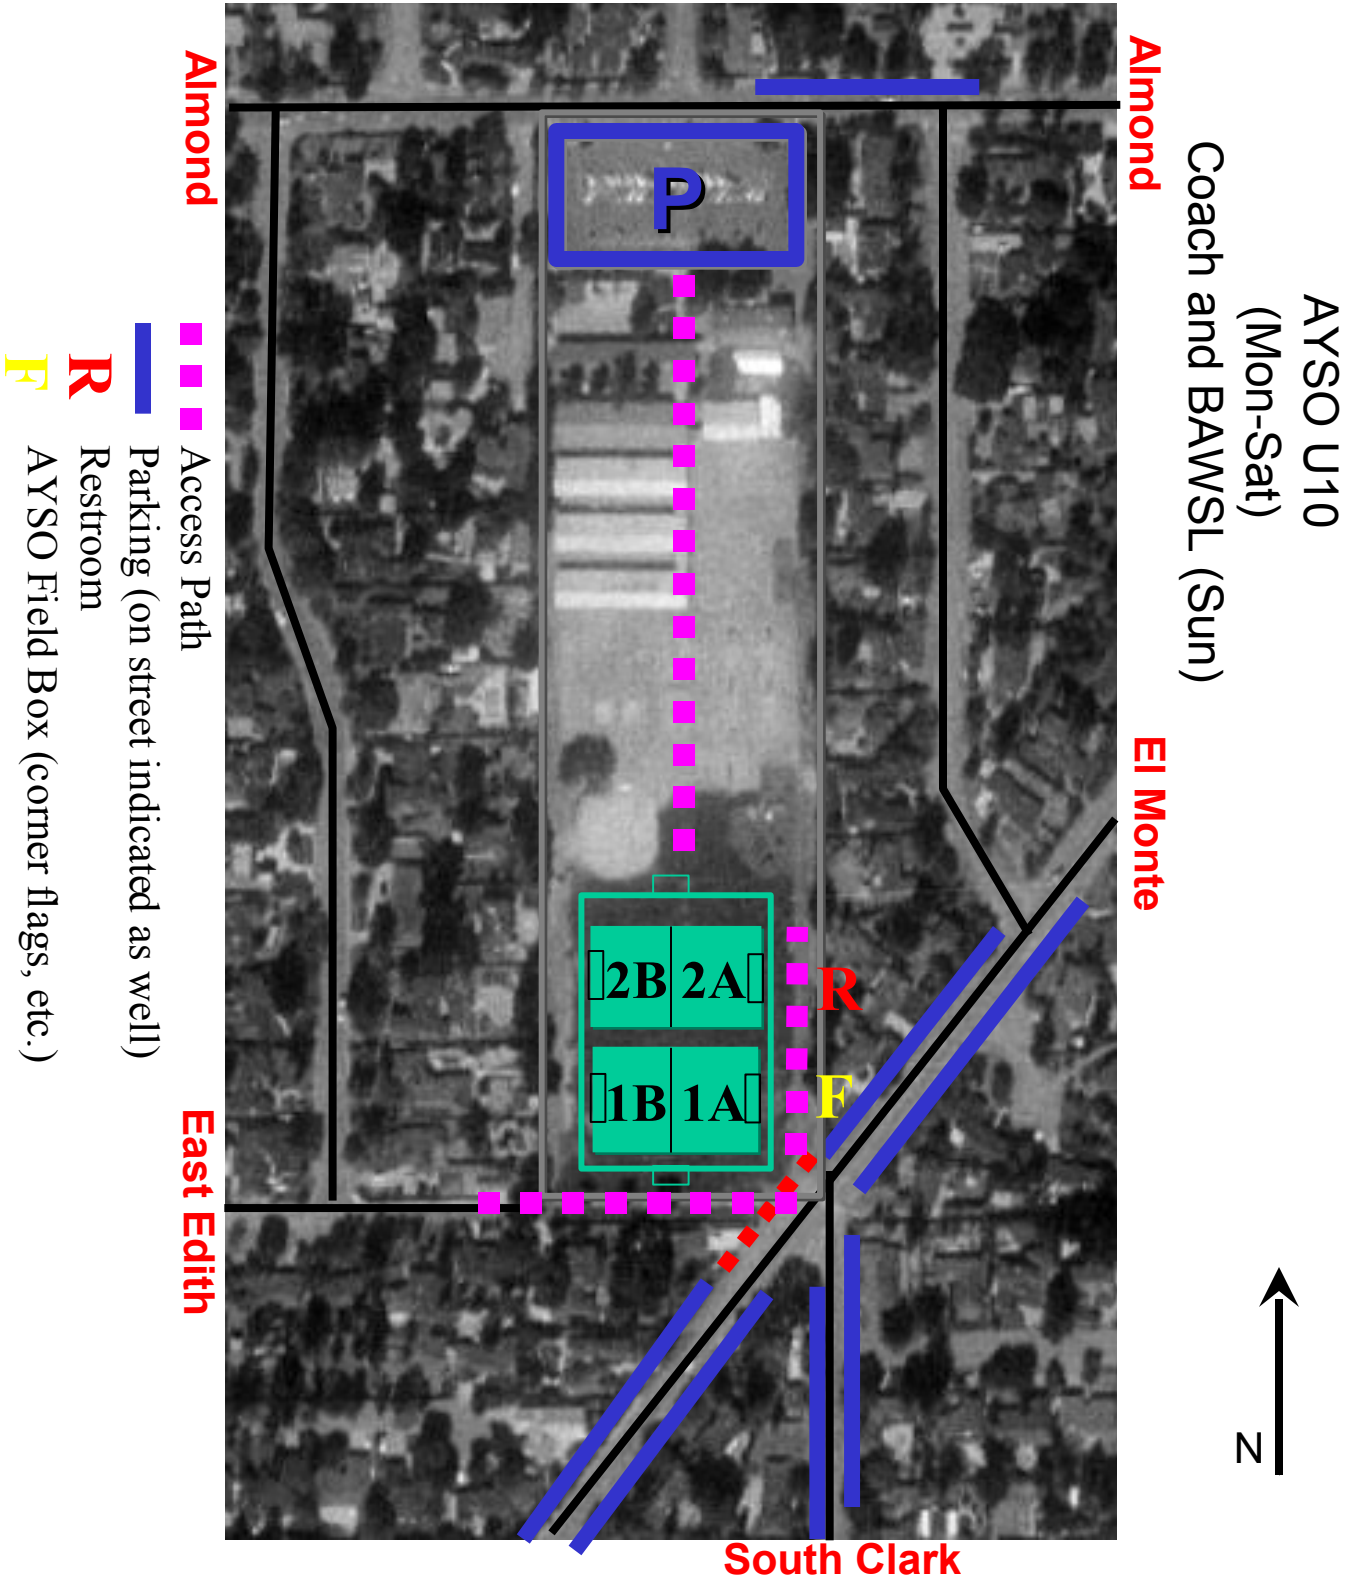 AYSO U10
(Mon-Sat)
Coach and BAWSL (Sun)
Almond
El Monte
Almond
P
2B 2A
R
1B 1A
F
East Edith
South Clark
N
Access Path
Parking (on street indicated as well)
R Restroom
F AYSO Field Box (corner flags, etc.)